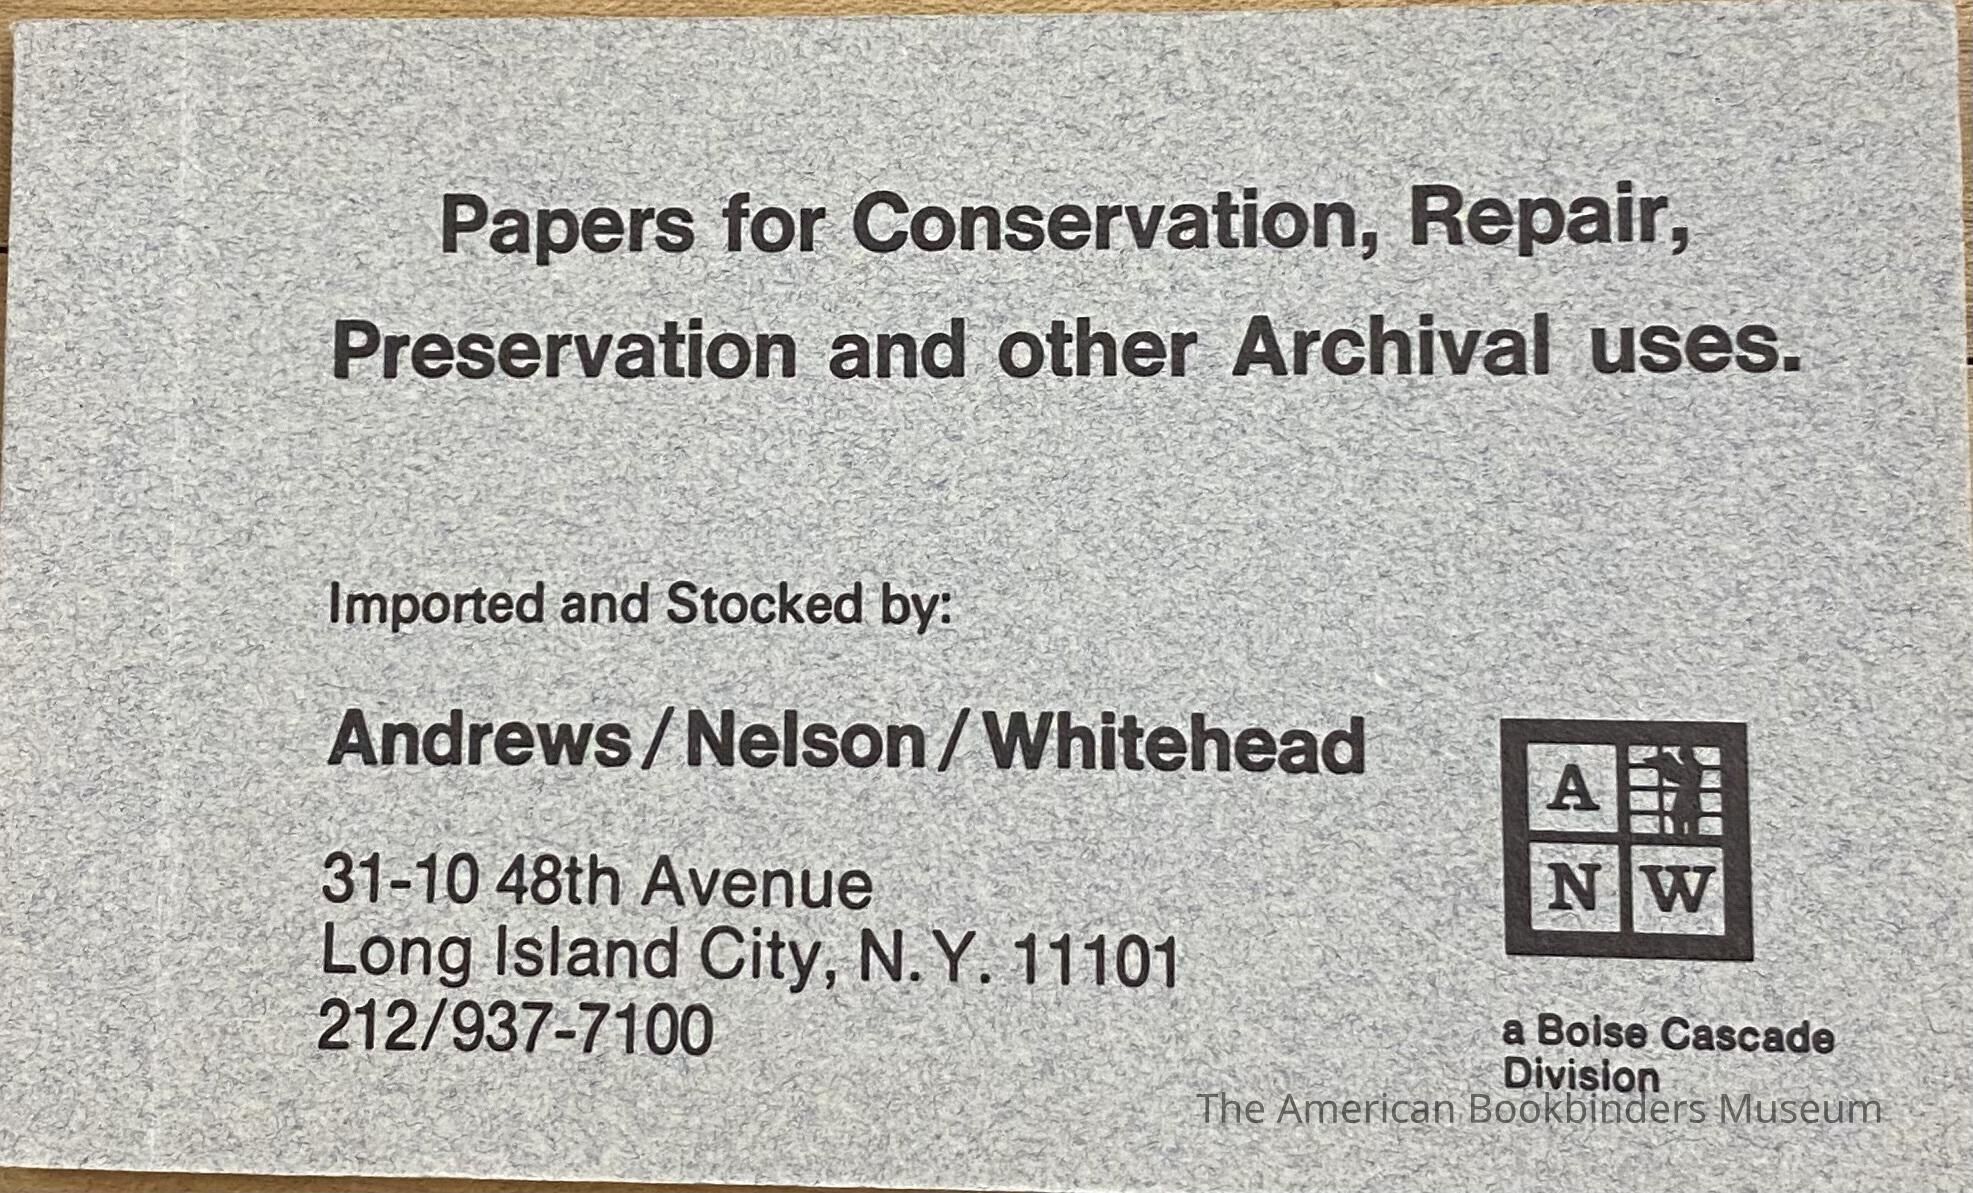 Papers for Conservation, Repair,
Preservation and other Archival uses.
Imported and Stocked by:
Andrews/Nelson/Whitehead
31-10 48th Avenue
Long Island City, N.Y. 11101
212/937-7100
A
N W
a Boise Cascade
Division
The American Bookbinders Museum